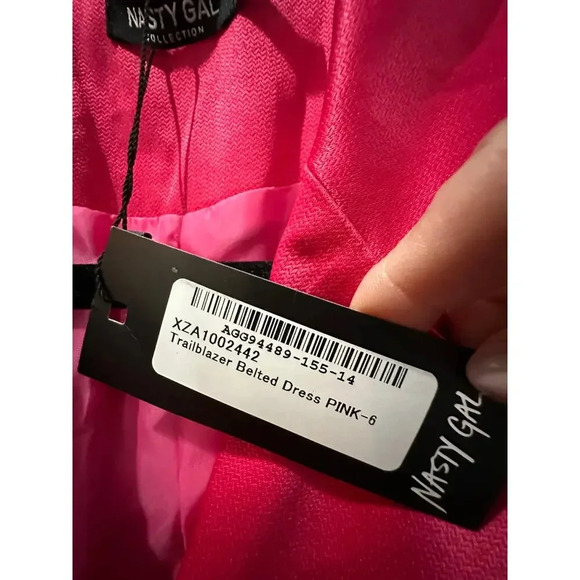 NASTY GAL
COLLECTION
AGG94489-155-14
XZA1002442
Trailblazer Belted Dress PINK-6
NASTY GAL